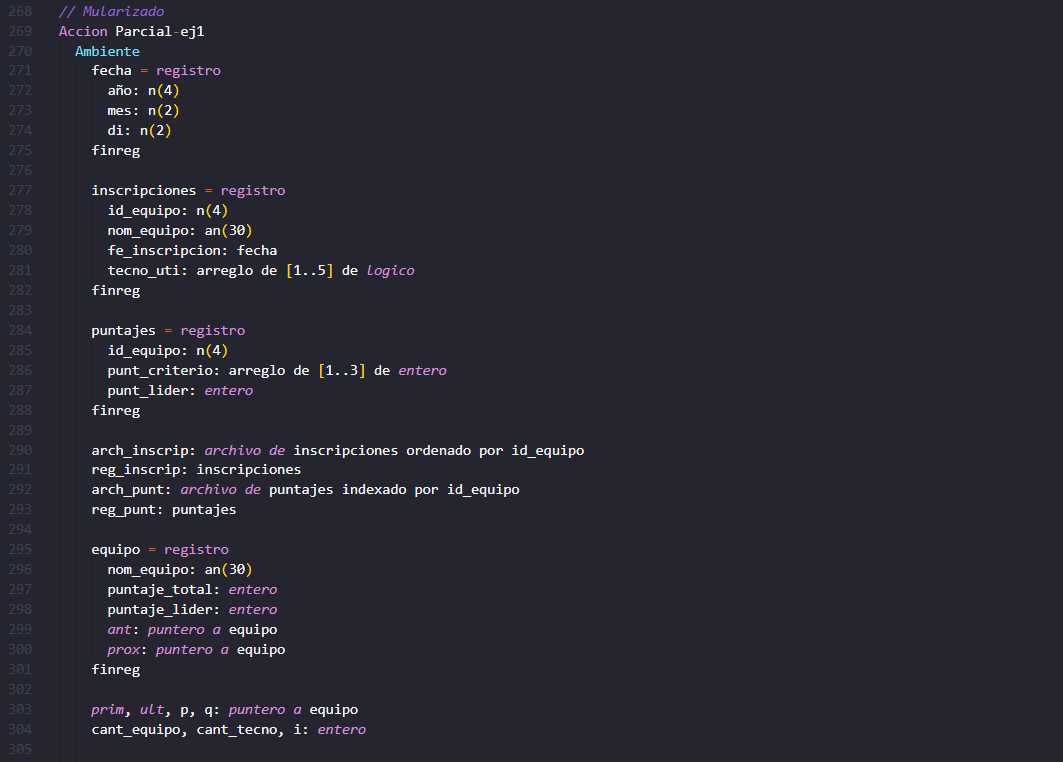 268 // Mularizado
269 Accion Parcial-ej1
270 Ambiente
271 fecha = registro
272 año: n(4)
273 mes: n(2)
274 di: n(2)
275 finreg
276
277 inscripciones = registro
278 id_equipo: n(4)
279 nom_equipo: an(30)
280 fe_inscripcion: fecha
281 tecno_uti: arreglo de [1..5] de logico
282 finreg
283
284 puntajes = registro
285 id_equipo: n(4)
286 punt_criterio: arreglo de [1..3] de entero
287 punt_lider: entero
288 finreg
289
290 arch_inscrip: archivo de inscripciones ordenado por id_equipo
291 reg_inscrip: inscripciones
292 arch_punt: archivo de puntajes indexado por id_equipo
293 reg_punt: puntajes
294
295 equipo = registro
296 nom_equipo: an(30)
297 puntaje_total: entero
298 puntaje_lider: entero
299 ant: puntero a equipo
300 prox: puntero a equipo
301 finreg
302
303 prim, ult, p, q: puntero a equipo
304 cant_equipo, cant_tecno, i: entero
305